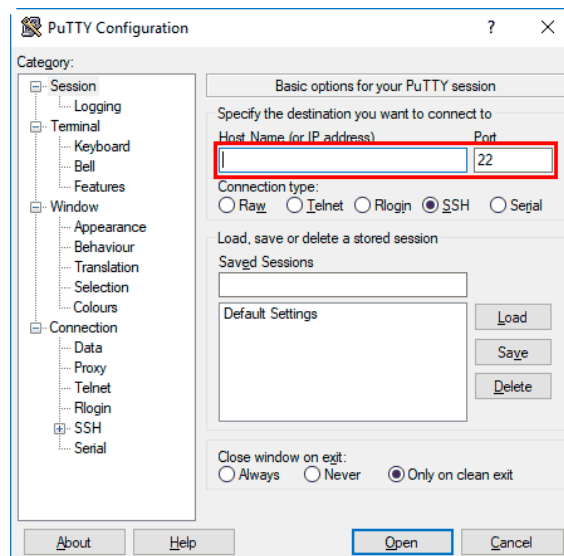 PuTTY Configuration
?
Category:
Session
Logging
Terminal
Keyboard
Bell
Features
Window
Appearance
Behaviour
Translation
Selection
Colours
Connection
Data
Proxy
Telnet
Rlogin
SSH
Serial
Basic options for your PuTTY session
Specify the destination you want to connect to
Host Name (or IP address) Port
22
Connection type:
Raw Telnet Rlogin SSH Serial
Load, save or delete a stored session
Saved Sessions
Default Settings
Load
Save
Delete
Close window on exit:
Always Never Only on clean exit
About Help Open Cancel